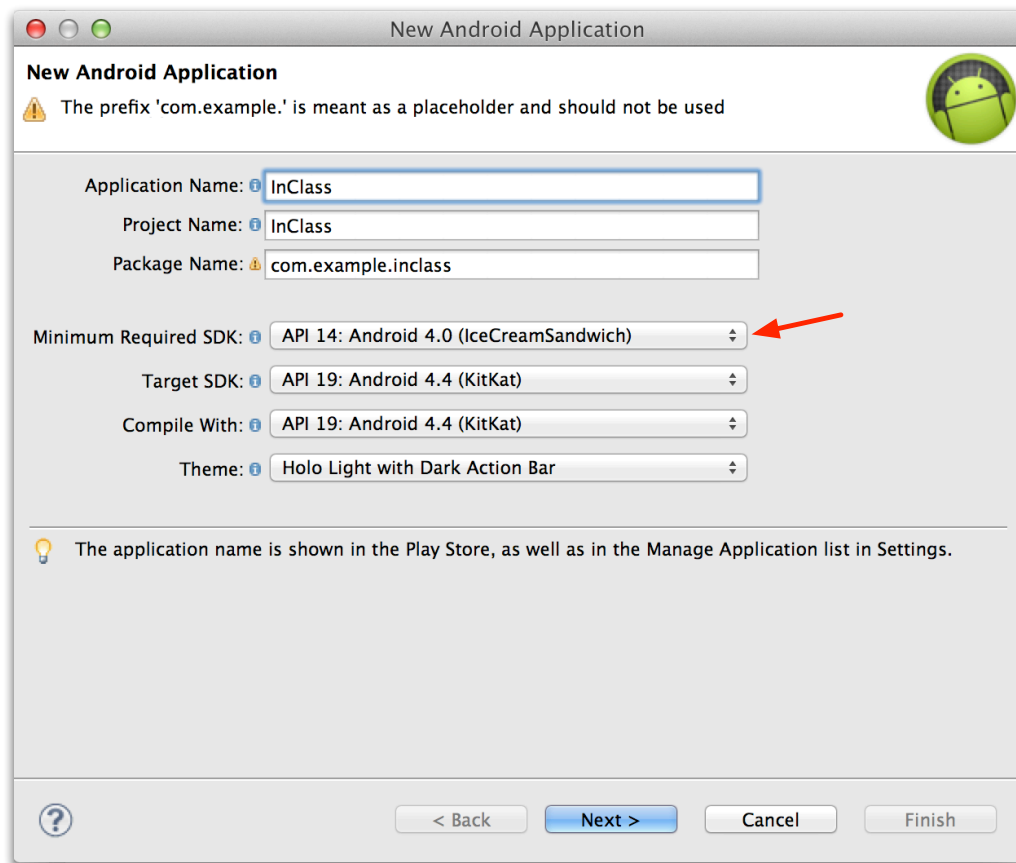 New Android Application
New Android Application
The prefix 'com.example.' is meant as a placeholder and should not be used
Application Name: InClass
Project Name: InClass
Package Name: com.example.inclass
Minimum Required SDK: API 14: Android 4.0 (IceCreamSandwich)
Target SDK: API 19: Android 4.4 (KitKat)
Compile With: API 19: Android 4.4 (KitKat)
Theme: Holo Light with Dark Action Bar
The application name is shown in the Play Store, as well as in the Manage Application list in Settings.
? < Back Next > Cancel Finish